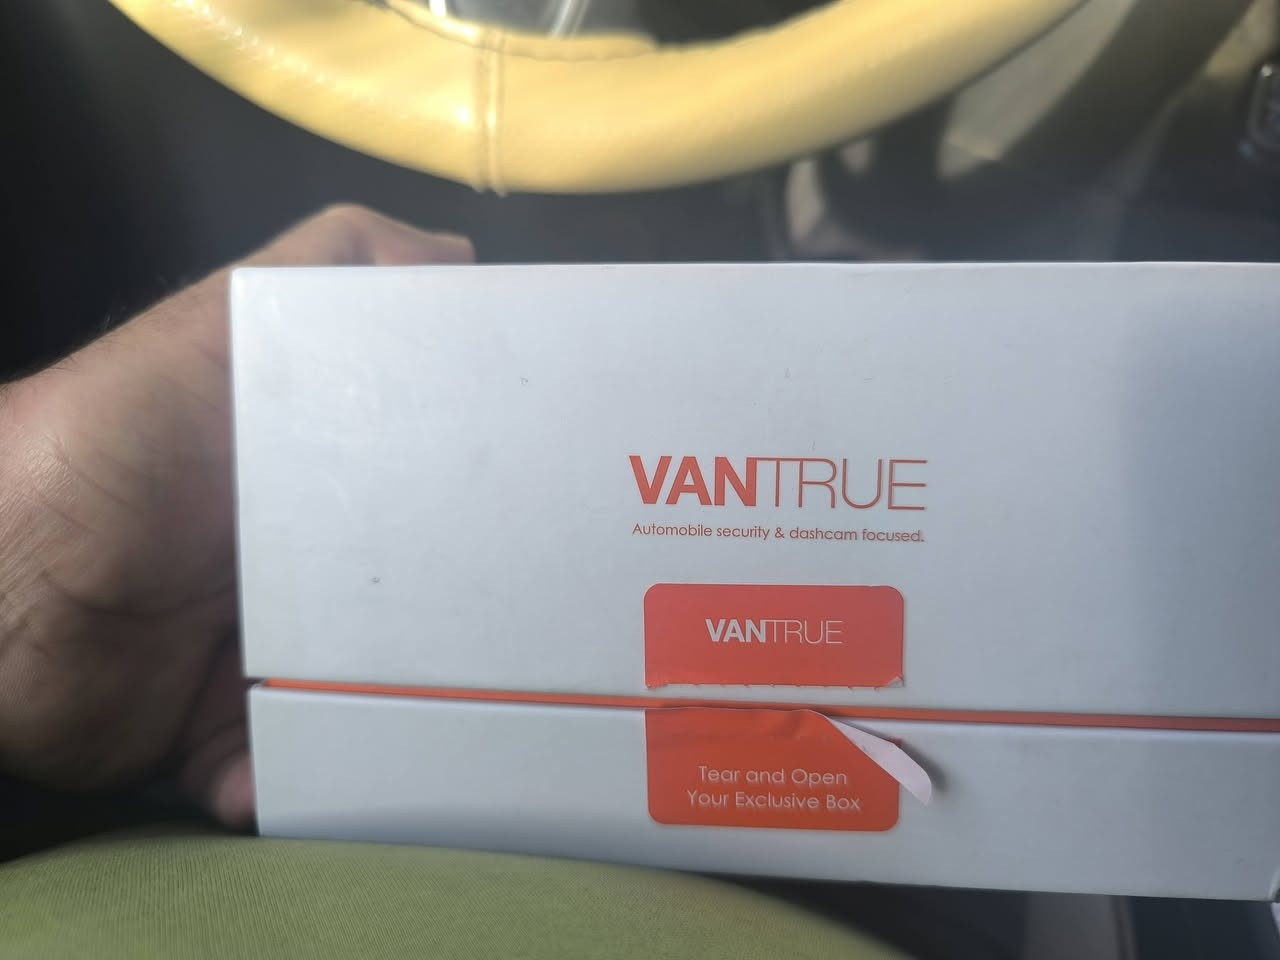 VANTRUE
Automobile security & dashcam focused.
VANTRUE
Tear and Open
Your Exclusive Box